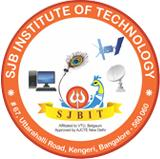 SJB INSTITUTE OF TECHNOLOGY
SJBIT
Affiliated to VTU, Belgaum
Approved by AICTE New Delhi
# 67, Uttarahalli Road, Kengeri, Bangalore - 560 060